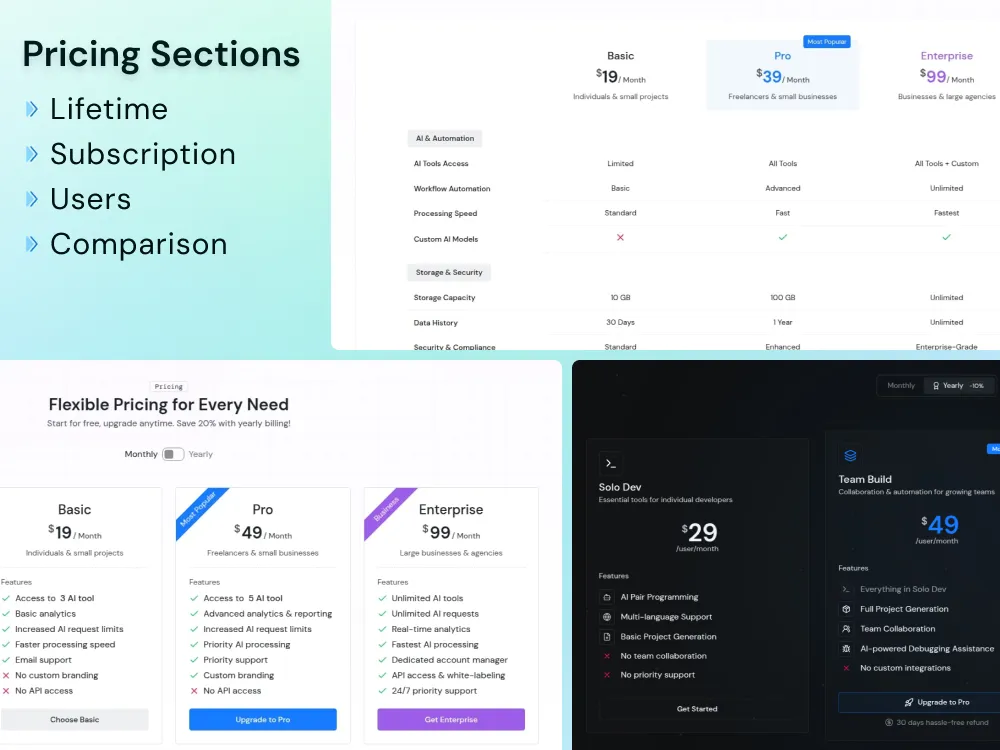 Pricing Sections
Lifetime
Subscription
Users
Comparison
Most Popular
Basic Pro Enterprise
$19/ Month $39/ Month $99/ Month
Individuals & small projects Freelancers & small businesses Businesses & large agencies
AI & Automation
AI Tools Access Limited All Tools All Tools + Custom
Workflow Automation Basic Advanced Unlimited
Processing Speed Standard Fast Fastest
Custom AI Models
Storage & Security
Storage Capacity 10 GB 100 GB Unlimited
Data History 30 Days 1 Year Unlimited
Security & Compliance Standard Enhanced Enterprise-Grade
Pricing
Flexible Pricing for Every Need
Start for free, upgrade anytime. Save 20% with yearly billing!
Monthly Yearly
Basic
$19 / Month
Individuals & small projects
Features
Access to 3 AI tool
Basic analytics
Increased AI request limits
Faster processing speed
Email support
No custom branding
No API access
Choose Basic
Most Popular
Pro
$49 / Month
Freelancers & small businesses
Features
Access to 5 AI tool
Advanced analytics & reporting
Increased AI request limits
Priority AI processing
Priority support
Custom branding
No API access
Upgrade to Pro
Business
Enterprise
$99 / Month
Large businesses & agencies
Features
Unlimited AI tools
Unlimited AI requests
Real-time analytics
Fastest AI processing
Dedicated account manager
API access & white-labeling
24/7 priority support
Get Enterprise
Monthly Yearly -10%
Solo Dev
Essential tools for individual developers
$29
/user/month
Features
AI Pair Programming
Multi-language Support
Basic Project Generation
No team collaboration
No priority support
Get Started
Team Build
Collaboration & automation for growing teams
$49
/user/month
Features
Everything in Solo Dev
Full Project Generation
Team Collaboration
AI-powered Debugging Assistance
No custom integrations
Upgrade to Pro
30 days hassle-free refund